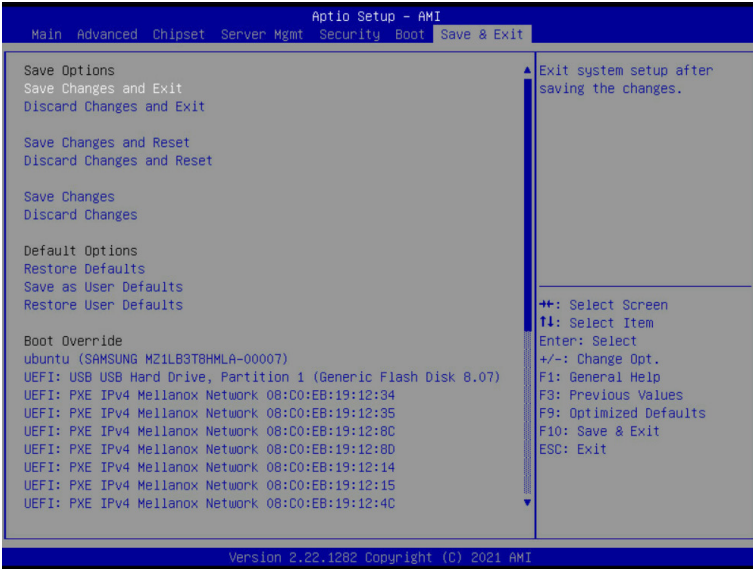 Aptio Setup – AMI
Main Advanced Chipset Server Mgmt Security Boot Save & Exit
Save Options
Save Changes and Exit
Discard Changes and Exit
Save Changes and Reset
Discard Changes and Reset
Save Changes
Discard Changes
Default Options
Restore Defaults
Save as User Defaults
Restore User Defaults
Boot Override
ubuntu (SAMSUNG MZ1LB3T8HMLA-00007)
UEFI: USB USB Hard Drive, Partition 1 (Generic Flash Disk 8.07)
UEFI: PXE IPv4 Mellanox Network 08:C0:EB:19:12:34
UEFI: PXE IPv4 Mellanox Network 08:C0:EB:19:12:35
UEFI: PXE IPv4 Mellanox Network 08:C0:EB:19:12:8C
UEFI: PXE IPv4 Mellanox Network 08:C0:EB:19:12:8D
UEFI: PXE IPv4 Mellanox Network 08:C0:EB:19:12:14
UEFI: PXE IPv4 Mellanox Network 08:C0:EB:19:12:15
UEFI: PXE IPv4 Mellanox Network 08:C0:EB:19:12:4C
Exit system setup after
saving the changes.
→←: Select Screen
↑↓: Select Item
Enter: Select
+/-: Change Opt.
F1: General Help
F3: Previous Values
F9: Optimized Defaults
F10: Save & Exit
ESC: Exit
Version 2.22.1282 Copyright (C) 2021 AMI